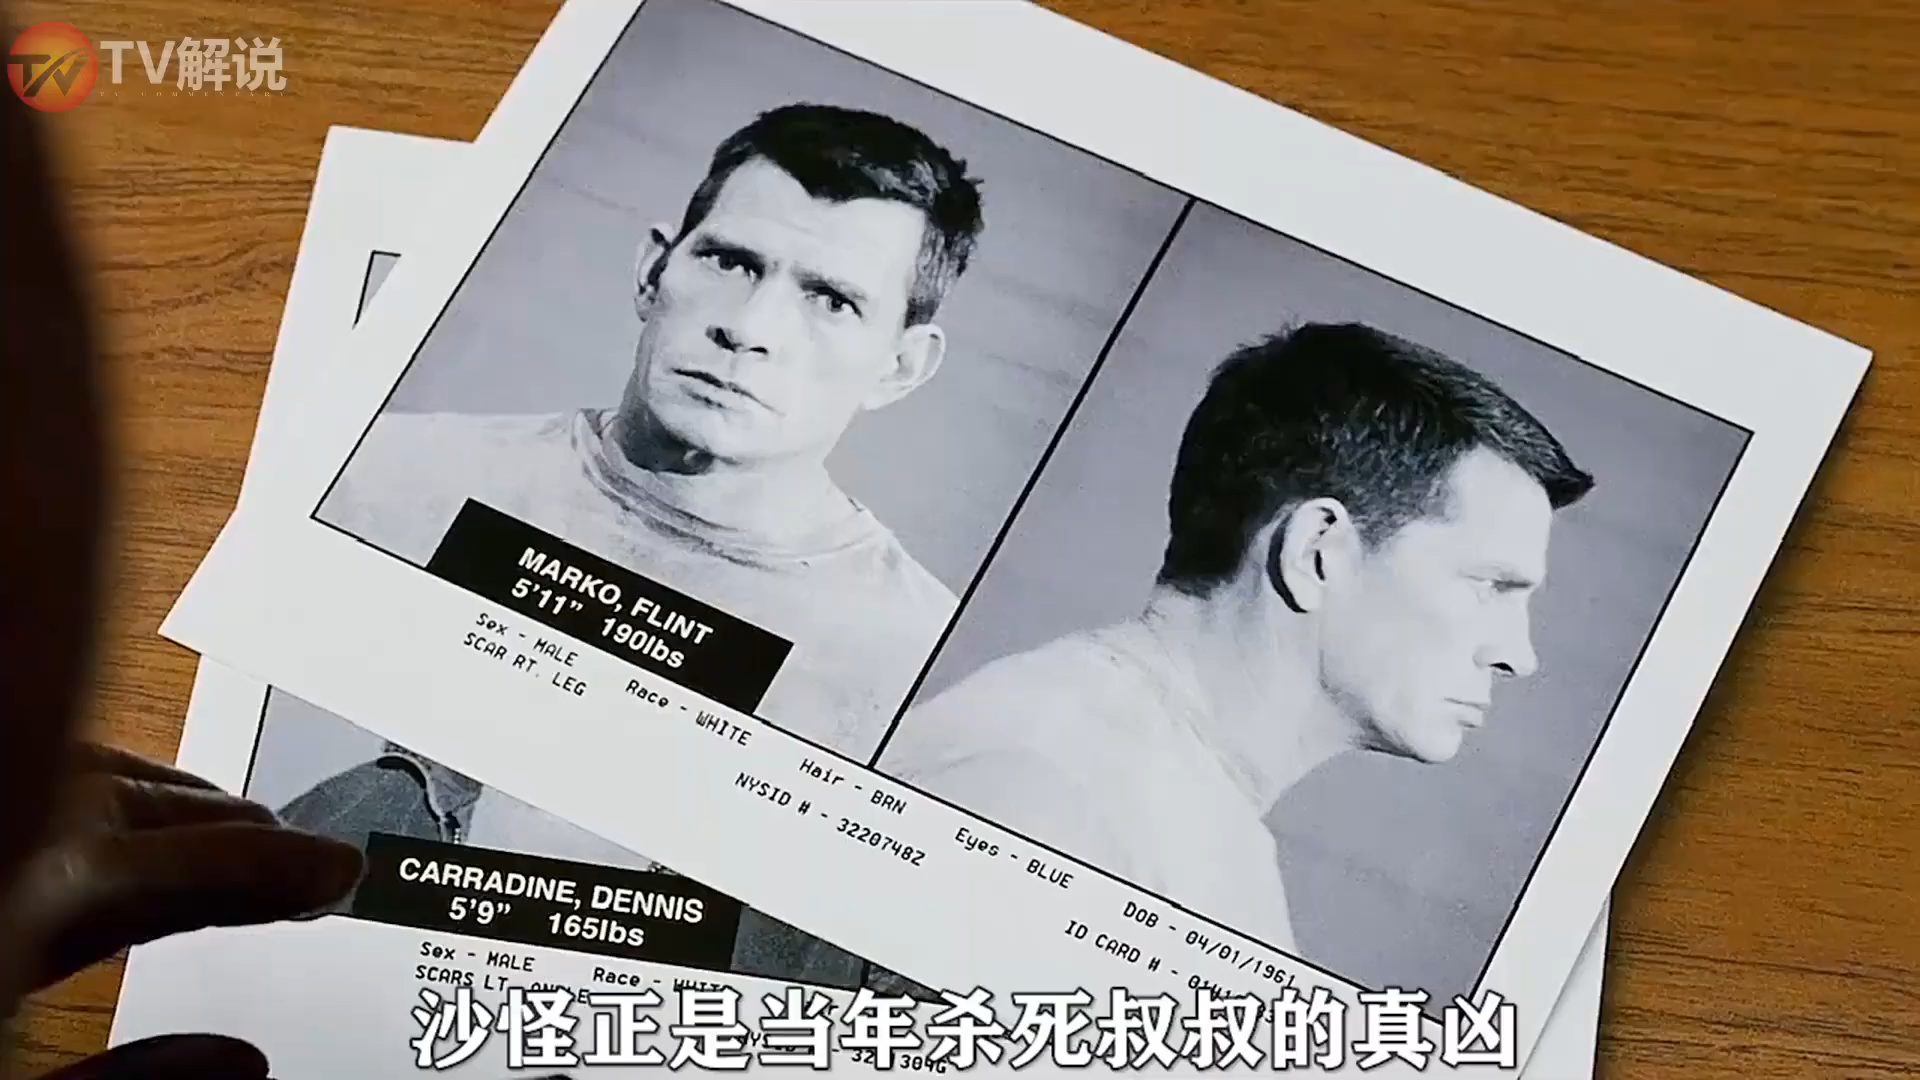 TV解说
MARKO, FLINT
5'11" 190lbs
Sex - MALE Race - WHITE Hair - BRN Eyes - BLUE DOB - 04/01/1961
SCAR RT. LEG NYSID # - 3220748Z ID CARD # -
CARRADINE, DENNIS
5'9" 165lbs
Sex - MALE Race -
SCARS LT.
沙怪正是当年杀死叔叔的真凶